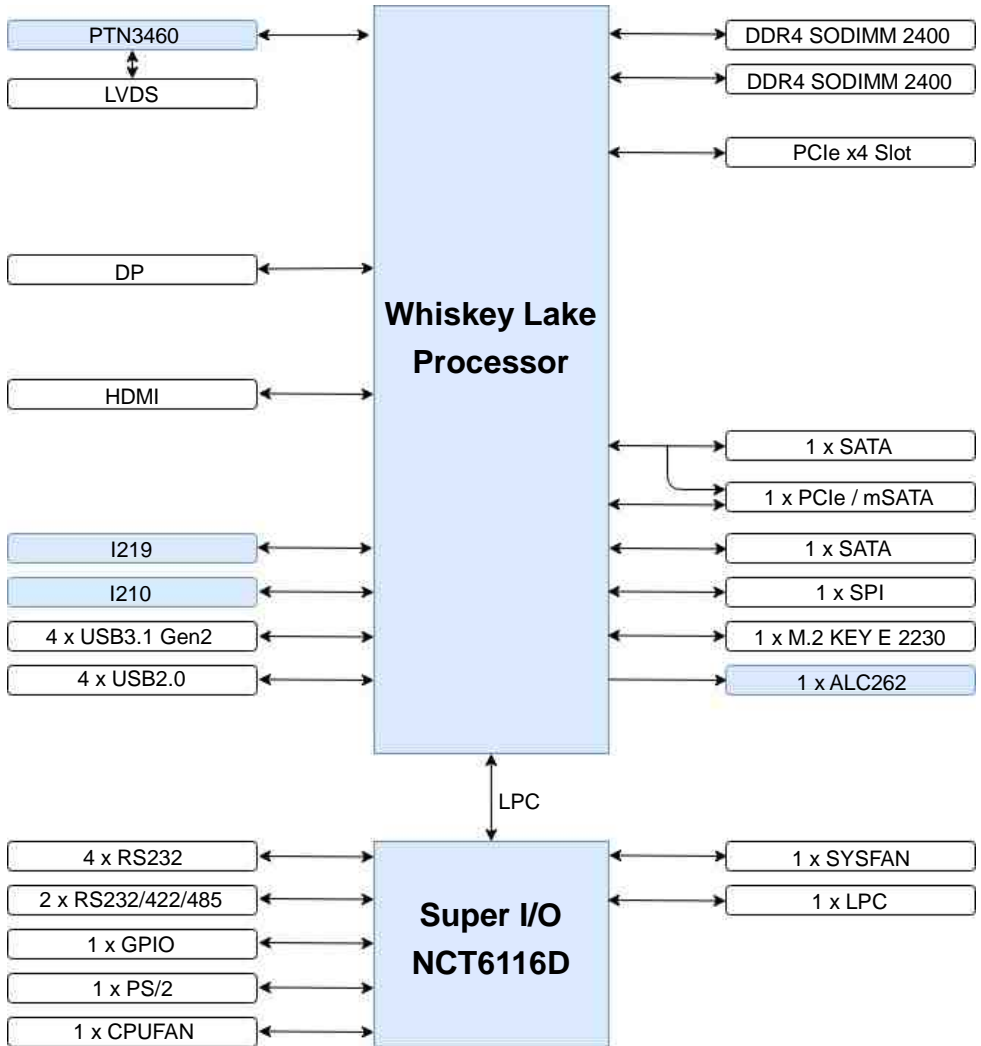 PTN3460
LVDS
DP
HDMI
I219
I210
4 x USB3.1 Gen2
4 x USB2.0
Whiskey Lake
Processor
DDR4 SODIMM 2400
DDR4 SODIMM 2400
PCIe x4 Slot
1 x SATA
1 x PCIe / mSATA
1 x SATA
1 x SPI
1 x M.2 KEY E 2230
1 x ALC262
LPC
4 x RS232
2 x RS232/422/485
1 x GPIO
1 x PS/2
1 x CPUFAN
Super I/O
NCT6116D
1 x SYSFAN
1 x LPC